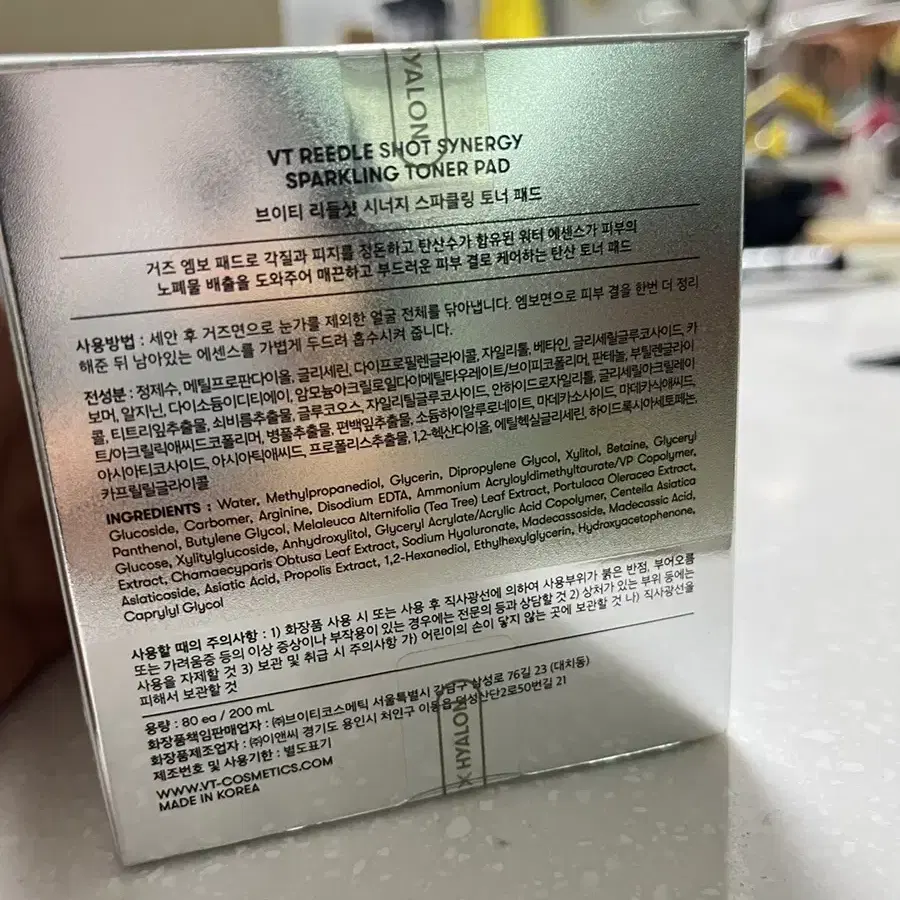 HYALON
VT REEDLE SHOT SYNERGY
SPARKLING TONER PAD
브이티 리들샷 시너지 스파클링 토너 패드
거즈 엠보 패드로 각질과 피지를 정돈하고 탄산수가 함유된 워터 에센스가 피부의
노폐물 배출을 도와주어 매끈하고 부드러운 피부 결로 케어하는 탄산 토너 패드
사용방법 : 세안 후 거즈면으로 눈가를 제외한 얼굴 전체를 닦아냅니다. 엠보면으로 피부 결을 한번 더 정리
해준 뒤 남아있는 에센스를 가볍게 두드려 흡수시켜 줍니다.
전성분 : 정제수, 메틸프로판다이올, 글리세린, 다이프로필렌글라이콜, 자일리톨, 베타인, 글리세릴글루코사이드, 카
보머, 알지닌, 다이소듐이디티에이, 암모늄아크릴로일다이메틸타우레이트/브이피코폴리머, 판테놀, 부틸렌글라이
콜, 티트리잎추출물, 쇠비름추출물, 글루코오스, 자일리틸글루코사이드, 안하이드로자일리톨, 글리세릴아크릴레이
트/아크릴릭애씨드코폴리머, 병풀추출물, 편백잎추출물, 소듐하이알루로네이트, 마데카소사이드, 마데카식애씨드,
아시아티코사이드, 아시아틱애씨드, 프로폴리스추출물, 1,2-헥산다이올, 에틸헥실글리세린, 하이드록시아세토페논,
카프릴릴글라이콜
INGREDIENTS : Water, Methylpropanediol, Glycerin, Dipropylene Glycol, Xylitol, Betaine, Glyceryl
Glucoside, Carbomer, Arginine, Disodium EDTA, Ammonium Acryloyldimethyltaurate/VP Copolymer,
Panthenol, Butylene Glycol, Melaleuca Alternifolia (Tea Tree) Leaf Extract, Portulaca Oleracea Extract,
Glucose, Xylitylglucoside, Anhydroxylitol, Glyceryl Acrylate/Acrylic Acid Copolymer, Centella Asiatica
Extract, Chamaecyparis Obtusa Leaf Extract, Sodium Hyaluronate, Madecassoside, Madecassic Acid,
Asiaticoside, Asiatic Acid, Propolis Extract, 1,2-Hexanediol, Ethylhexylglycerin, Hydroxyacetophenone,
Caprylyl Glycol
사용할 때의 주의사항 : 1) 화장품 사용 시 또는 사용 후 직사광선에 의하여 사용부위가 붉은 반점, 부어오름
또는 가려움증 등의 이상 증상이나 부작용이 있는 경우에는 전문의 등과 상담할 것 2) 상처가 있는 부위 등에는
사용을 자제할 것 3) 보관 및 취급 시 주의사항 가) 어린이의 손이 닿지 않는 곳에 보관할 것 나) 직사광선을
피해서 보관할 것
용량 : 80 ea / 200 mL
화장품책임판매업자 : ㈜브이티코스메틱 서울특별시 강남구 삼성로 76길 23 (대치동)
화장품제조업자 : ㈜이앤씨 경기도 용인시 처인구 이동읍 덕성산단2로50번길 21
제조번호 및 사용기한 : 별도표기
WWW.VT-COSMETICS.COM
MADE IN KOREA
X HYALON